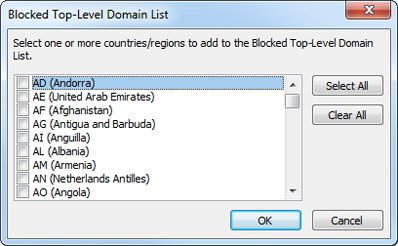 Blocked Top-Level Domain List
Select one or more countries/regions to add to the Blocked Top-Level Domain
List.
AD (Andorra)
AE (United Arab Emirates)
AF (Afghanistan)
AG (Antigua and Barbuda)
AI (Anguilla)
AL (Albania)
AM (Armenia)
AN (Netherlands Antilles)
AO (Angola)
Select All
Clear All
OK
Cancel